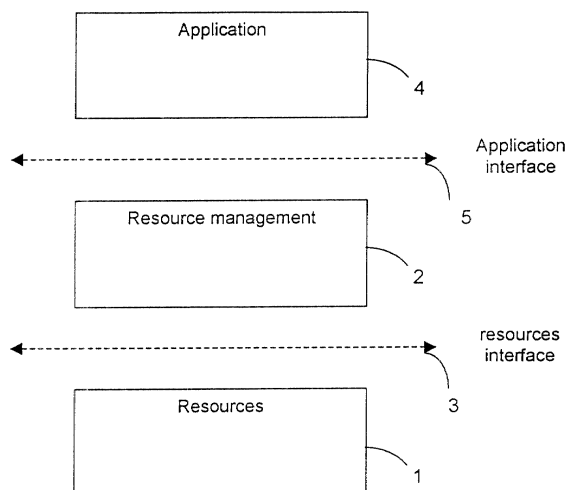 Application
4
Application
interface
5
Resource management
2
resources
interface
3
Resources
1